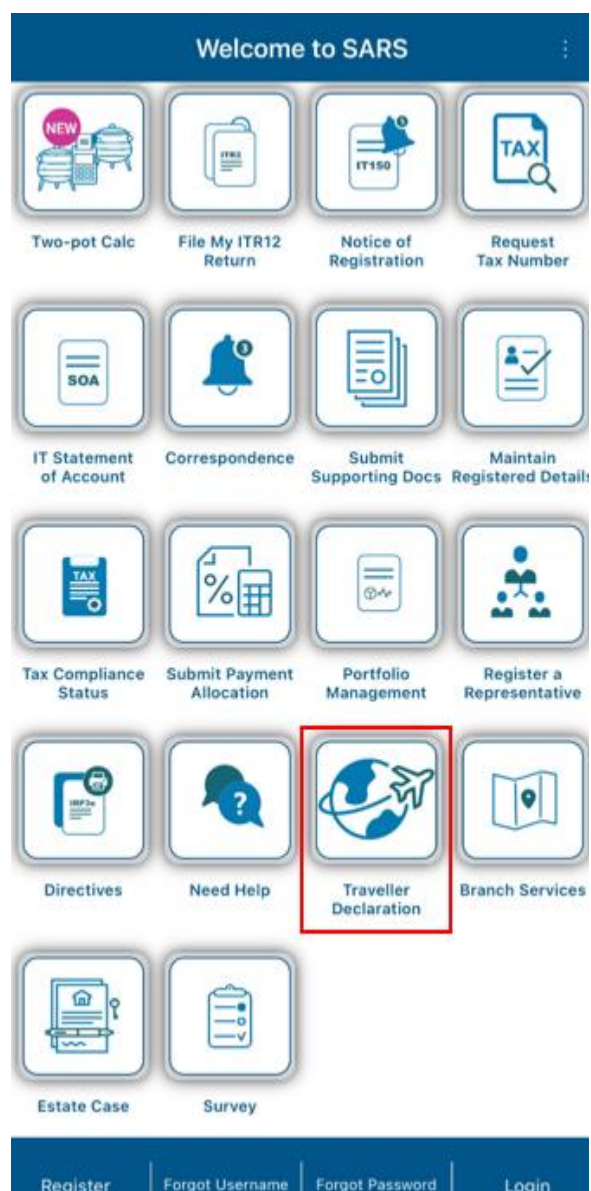 Welcome to SARS
NEW
IT150
TAX
Two-pot Calc
File My ITR12
Return
Notice of
Registration
Request
Tax Number
SOA
3
IT Statement
of Account
Correspondence
Submit
Supporting Docs
Maintain
Registered Details
TAX
%
Tax Compliance
Status
Submit Payment
Allocation
Portfolio
Management
Register a
Representative
?
Directives
Need Help
Traveller
Declaration
Branch Services
Estate Case
Survey
Register
Forgot Username
Forgot Password
Login